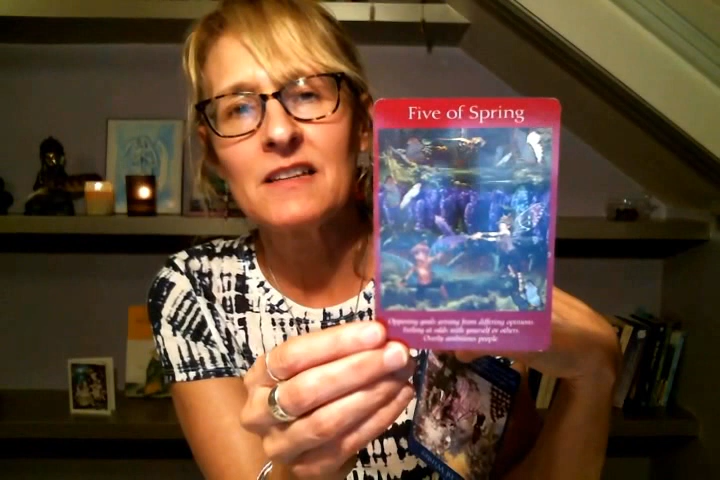 Five of Spring
Opposing goals arising from differing opinions.
Feeling at odds with yourself or others.
Overly ambitious people